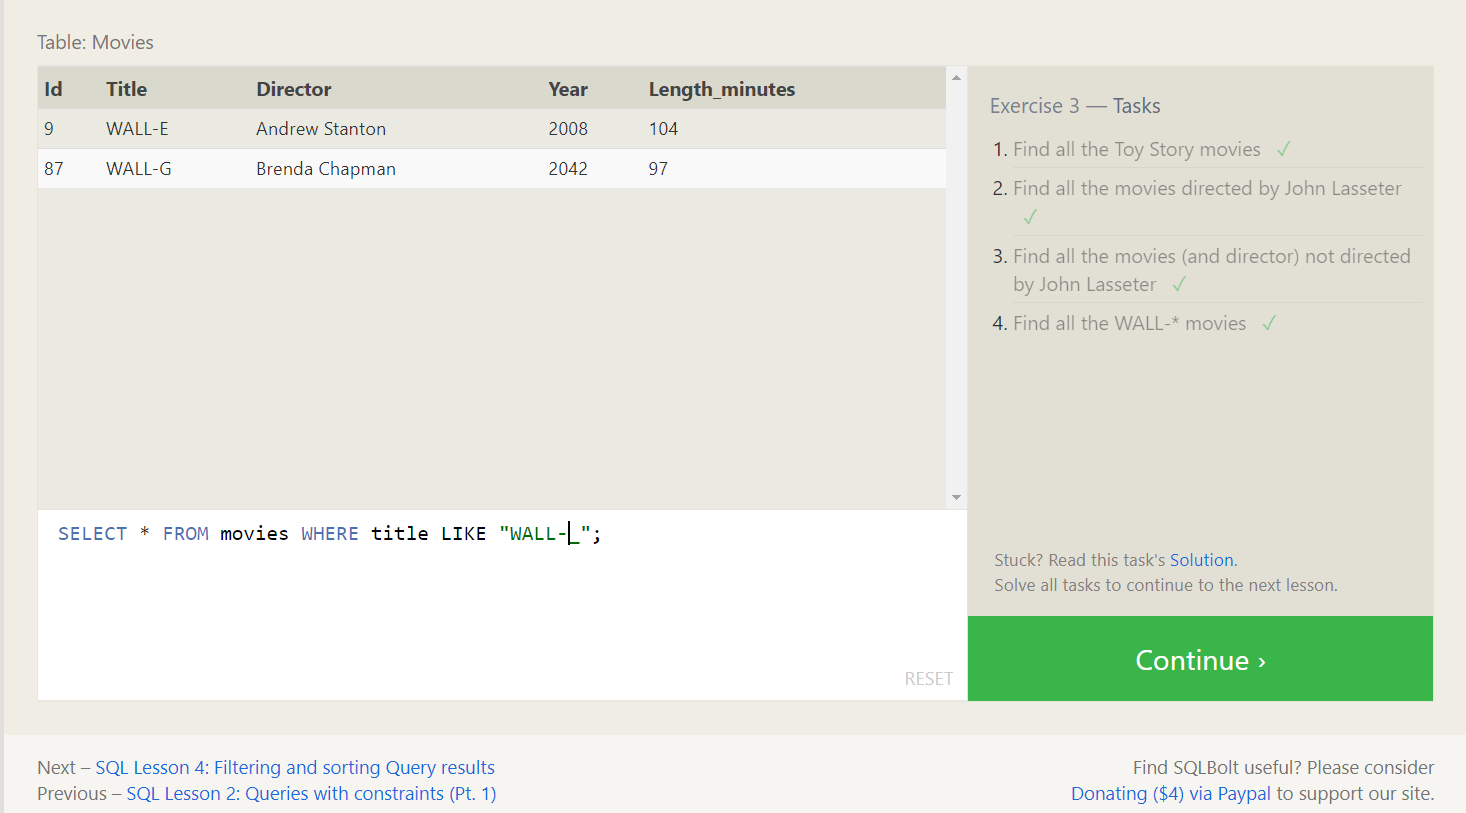 Table: Movies
Id Title Director Year Length_minutes
9 WALL-E Andrew Stanton 2008 104
87 WALL-G Brenda Chapman 2042 97
SELECT * FROM movies WHERE title LIKE "WALL-_";
RESET
Exercise 3 — Tasks
1. Find all the Toy Story movies ✓
2. Find all the movies directed by John Lasseter
✓
3. Find all the movies (and director) not directed
by John Lasseter ✓
4. Find all the WALL-* movies ✓
Stuck? Read this task's Solution.
Solve all tasks to continue to the next lesson.
Continue ›
Next – SQL Lesson 4: Filtering and sorting Query results
Previous – SQL Lesson 2: Queries with constraints (Pt. 1)
Find SQLBolt useful? Please consider
Donating ($4) via Paypal to support our site.